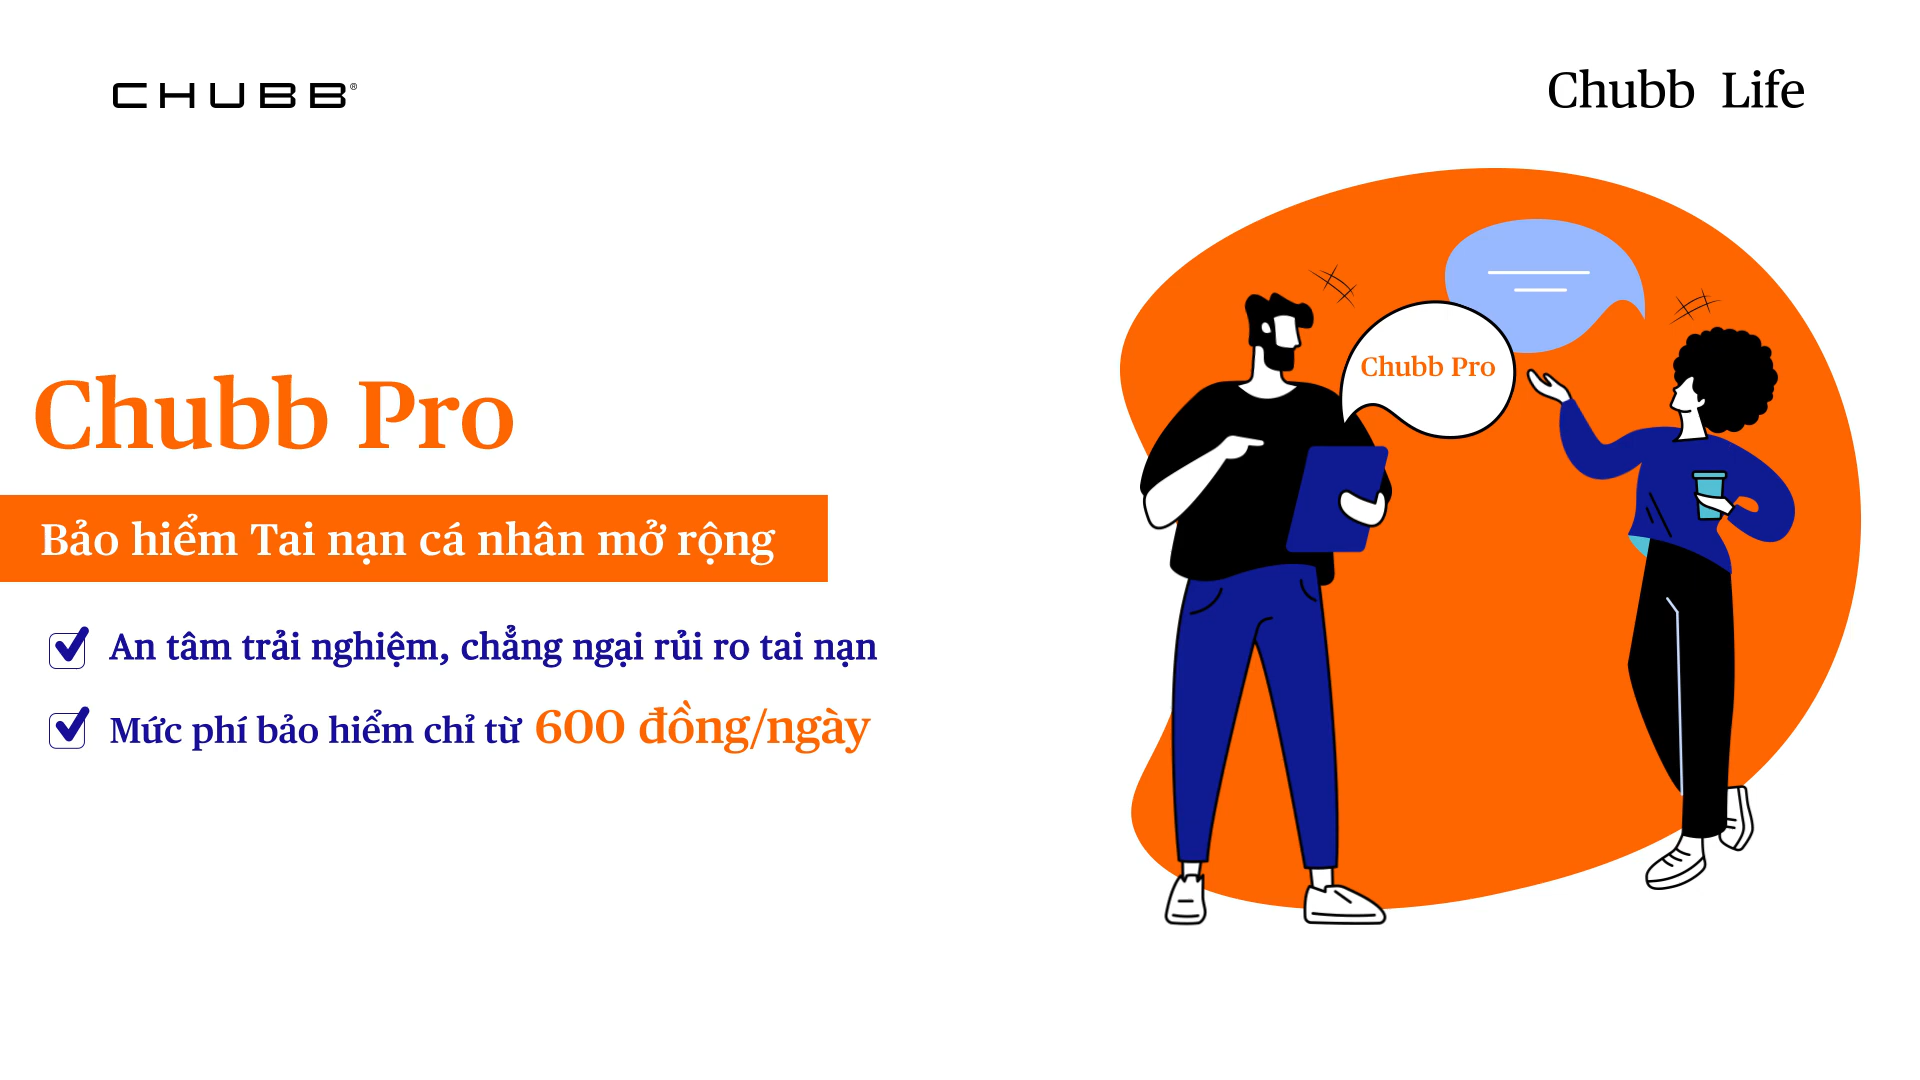 CHUBB®
Chubb Life
Chubb Pro
Chubb Pro
Bảo hiểm Tai nạn cá nhân mở rộng
An tâm trải nghiệm, chẳng ngại rủi ro tai nạn
Mức phí bảo hiểm chỉ từ 600 đồng/ngày